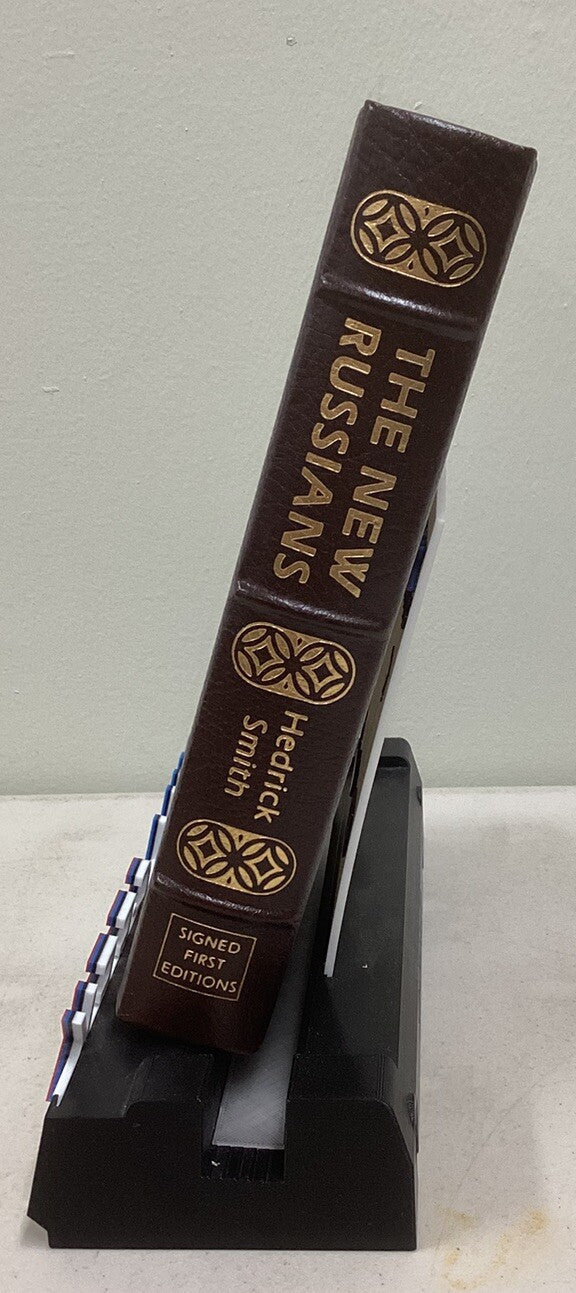 THE NEW
RUSSIANS
Hedrick
Smith
SIGNED
FIRST
EDITIONS